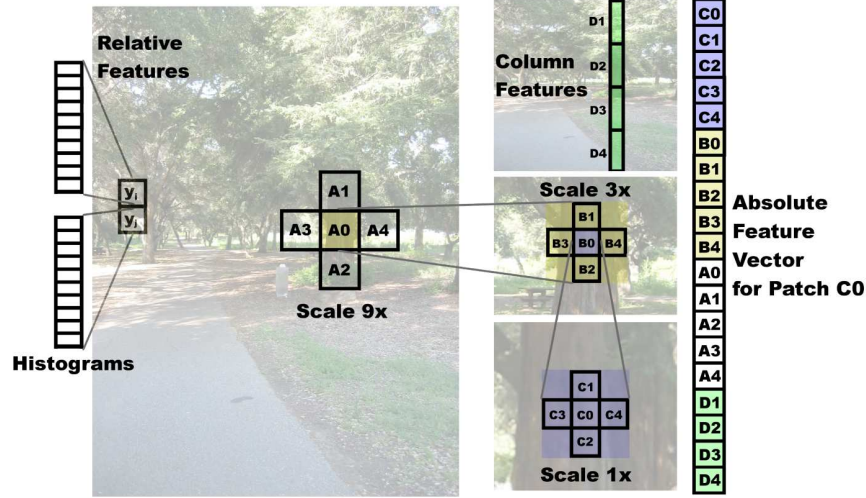 Relative
Features
y_i
y_j
Histograms
A1
A3 A0 A4
A2
Scale 9x
Column
Features
D1
D2
D3
D4
Scale 3x
B1
B3 B0 B4
B2
C1
C3 C0 C4
C2
Scale 1x
C0
C1
C2
C3
C4
B0
B1
B2
B3
B4
A0
A1
A2
A3
A4
D1
D2
D3
D4
Absolute
Feature
Vector
for Patch C0